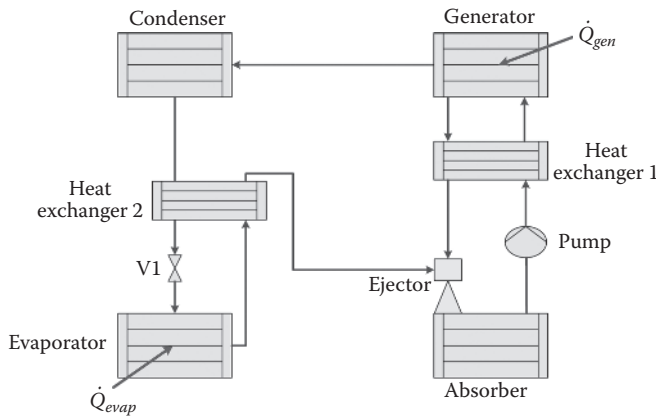 Condenser
Generator
Q̇gen
Heat
exchanger 1
Heat
exchanger 2
V1
Pump
Ejector
Evaporator
Q̇evap
Absorber